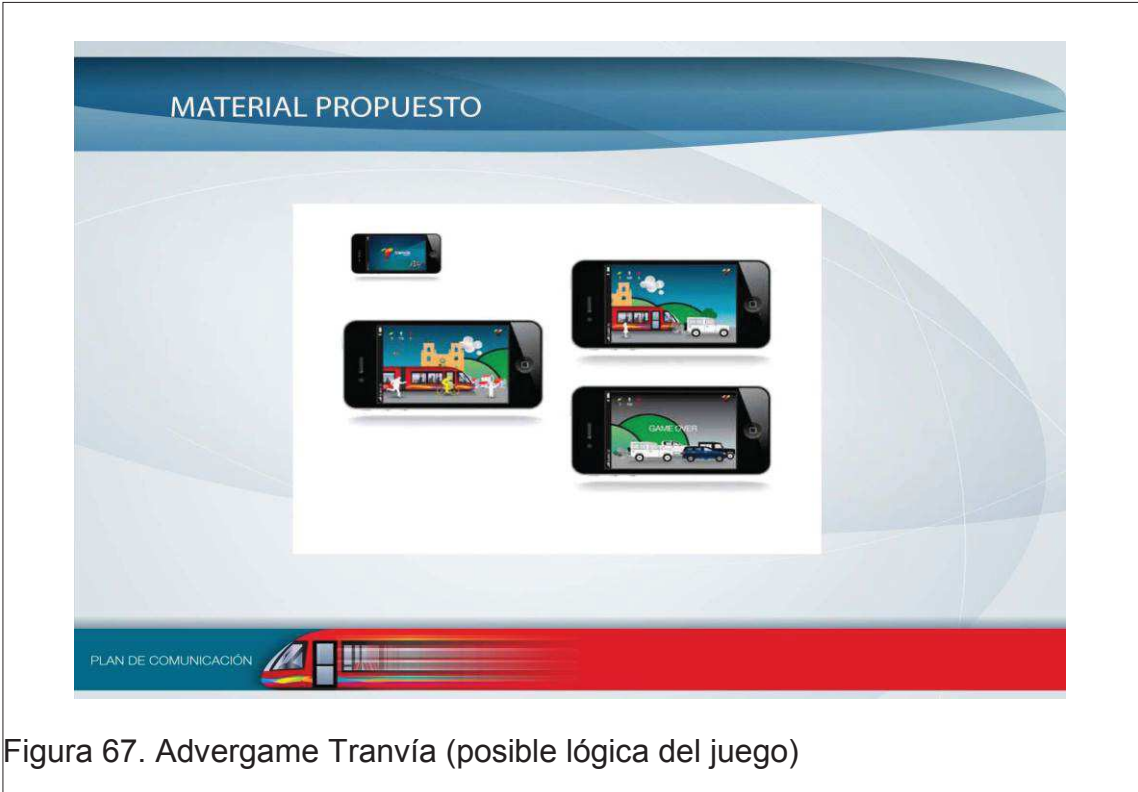 MATERIAL PROPUESTO
GAME OVER
PLAN DE COMUNICACIÓN
Figura 67. Advergame Tranvía (posible lógica del juego)